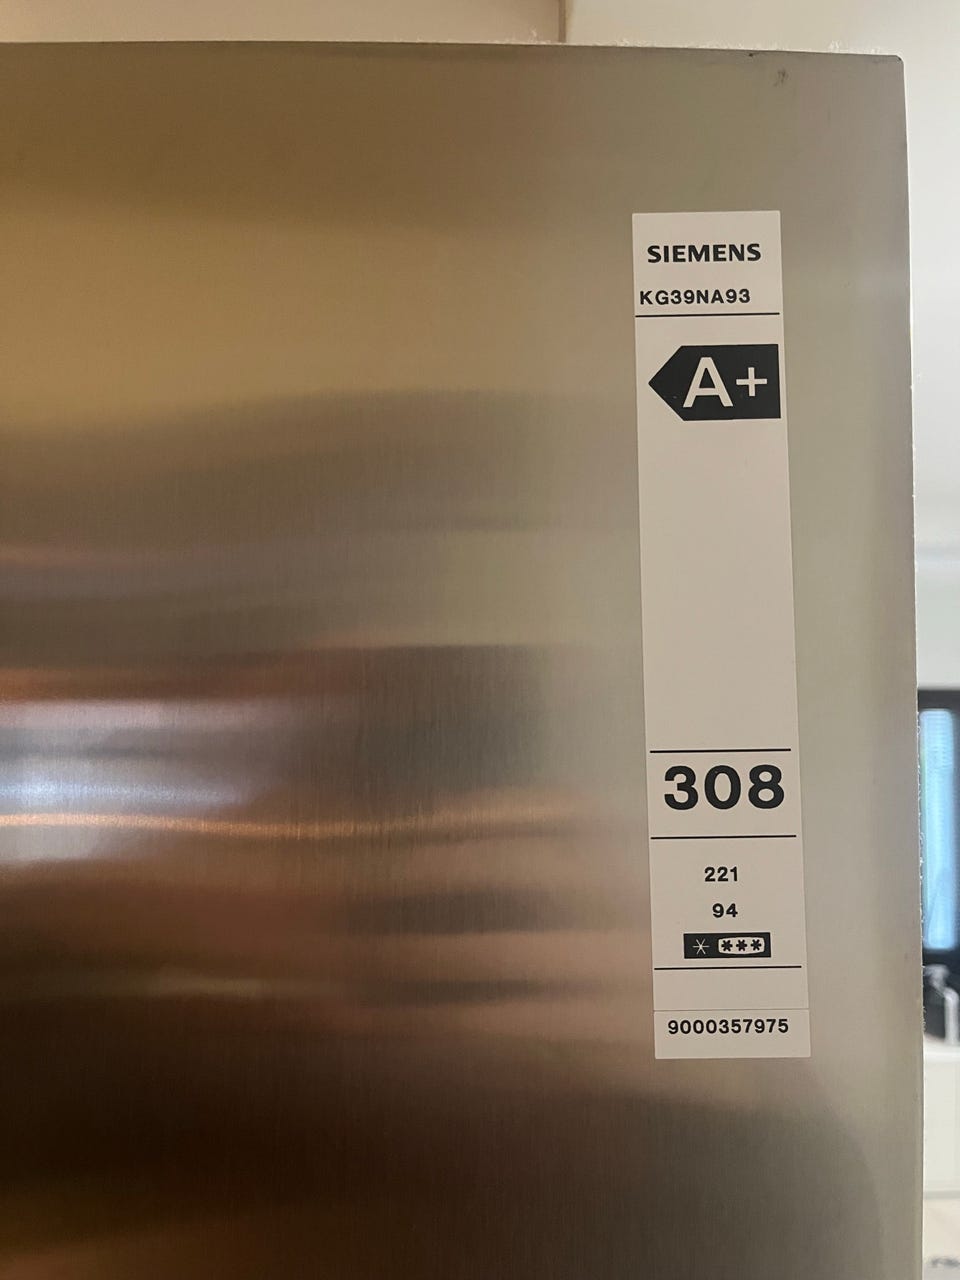 SIEMENS
KG39NA93
A+
308
221
94
* ***
9000357975